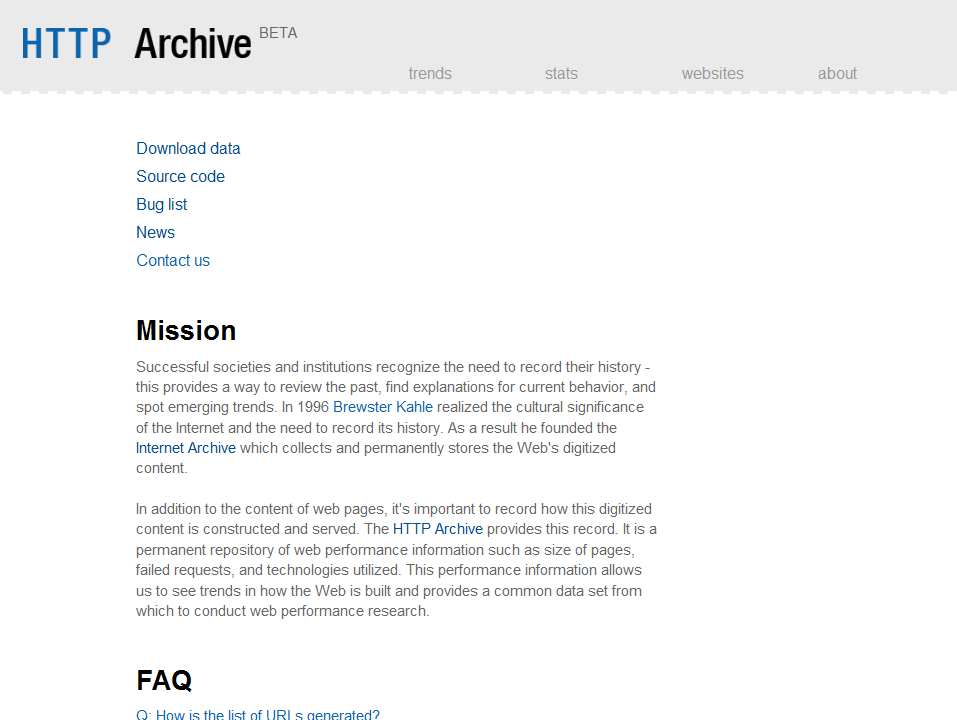 HTTP Archive BETA
trends stats websites about
Download data
Source code
Bug list
News
Contact us
Mission
Successful societies and institutions recognize the need to record their history -
this provides a way to review the past, find explanations for current behavior, and
spot emerging trends. In 1996 Brewster Kahle realized the cultural significance
of the Internet and the need to record its history. As a result he founded the
Internet Archive which collects and permanently stores the Web's digitized
content.
In addition to the content of web pages, it's important to record how this digitized
content is constructed and served. The HTTP Archive provides this record. It is a
permanent repository of web performance information such as size of pages,
failed requests, and technologies utilized. This performance information allows
us to see trends in how the Web is built and provides a common data set from
which to conduct web performance research.
FAQ
Q: How is the list of URLs generated?